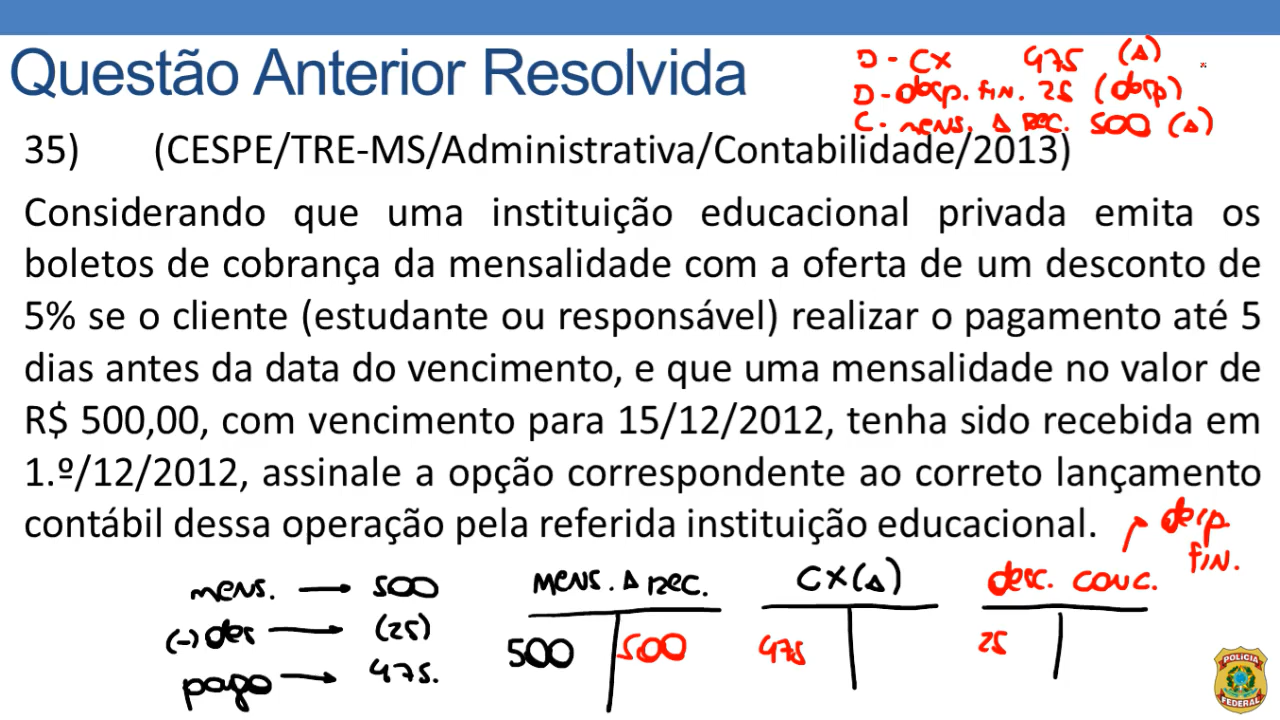 Questão Anterior Resolvida
D - CX 475 (A)
D - desp. FIN. 25 (desp)
C - mens. A REC. 500 (A)
35) (CESPE/TRE-MS/Administrativa/Contabilidade/2013)
Considerando que uma instituição educacional privada emita os
boletos de cobrança da mensalidade com a oferta de um desconto de
5% se o cliente (estudante ou responsável) realizar o pagamento até 5
dias antes da data do vencimento, e que uma mensalidade no valor de
R$ 500,00, com vencimento para 15/12/2012, tenha sido recebida em
1.º/12/2012, assinale a opção correspondente ao correto lançamento
contábil dessa operação pela referida instituição educacional.
desp.
FIN.
mens. → 500
(-) des → (25)
pago → 475.
mens. A REC.
500 500
CX (A)
475
desc. conc.
25
POLÍCIA
FEDERAL